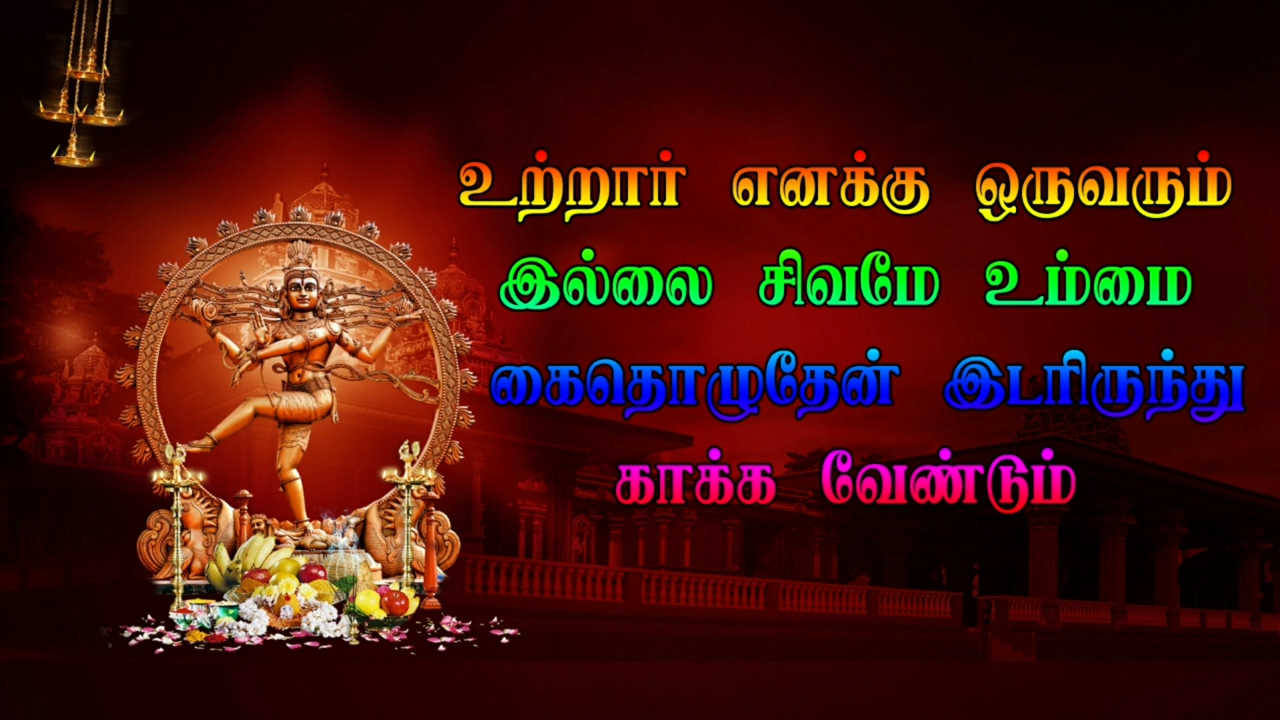 உற்றார் எனக்கு ஒருவரும்
இல்லை சிவமே உம்மை
கைதொழுதேன் இடரிருந்து
காக்க வேண்டும்